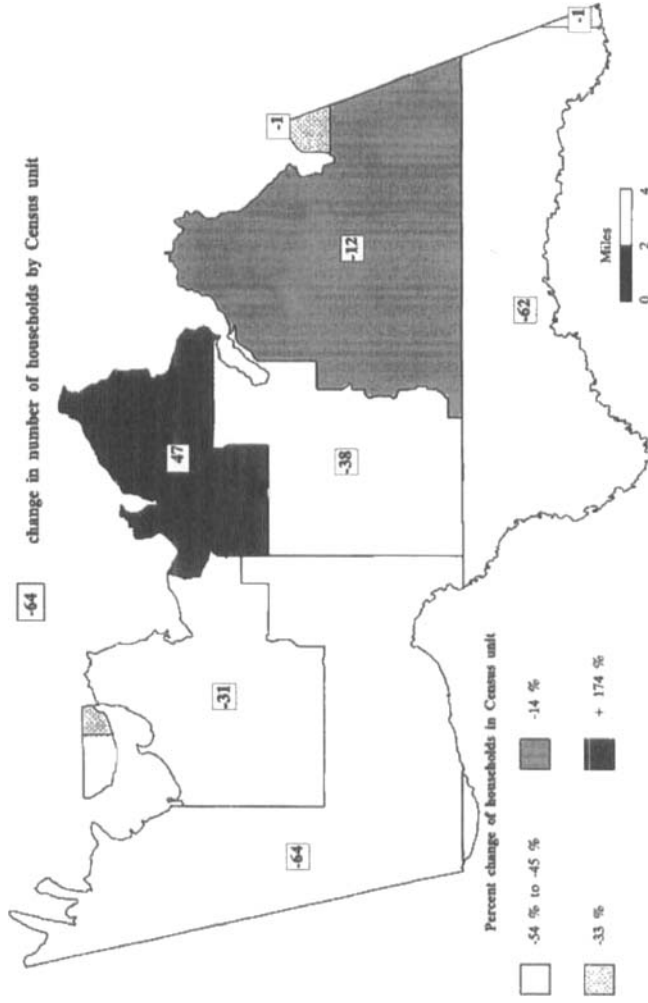 -64 change in number of households by Census unit
-1
47
-12
-31
-38
-1
-64
-62
Percent change of households in Census unit
-54 % to -45 %
-14 %
-33 %
+ 174 %
Miles
0 2 4